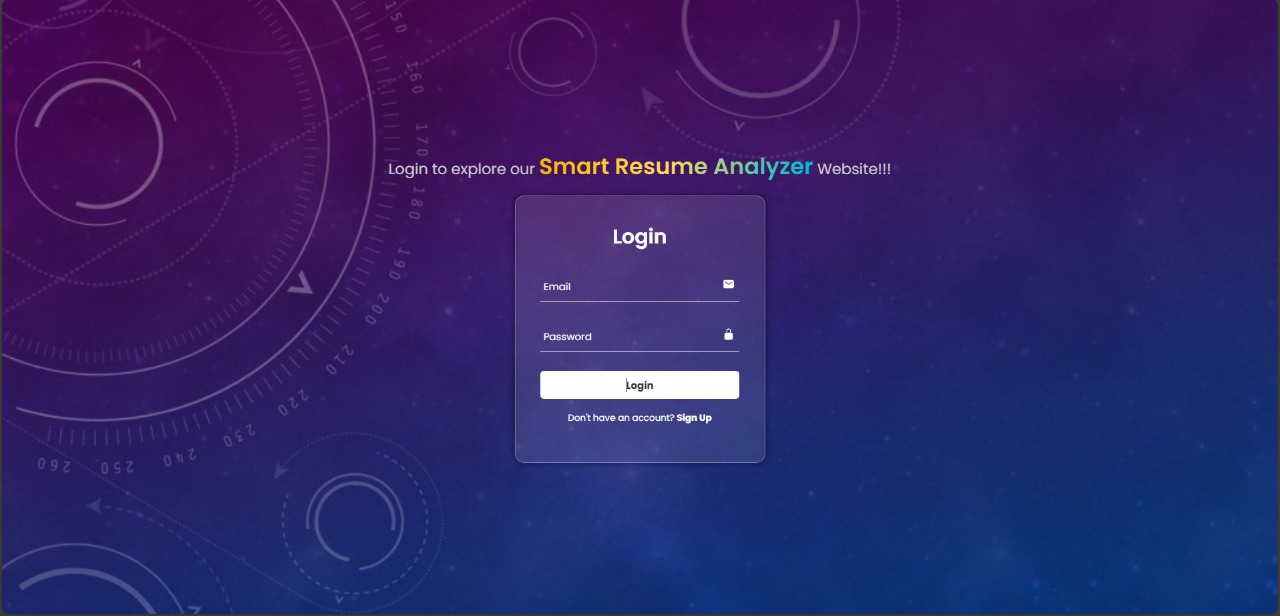 150
160
170
180
190
200
210
220
230
240
250
260
Login to explore our Smart Resume Analyzer Website!!!
Login
Email
Password
Login
Don't have an account? Sign Up